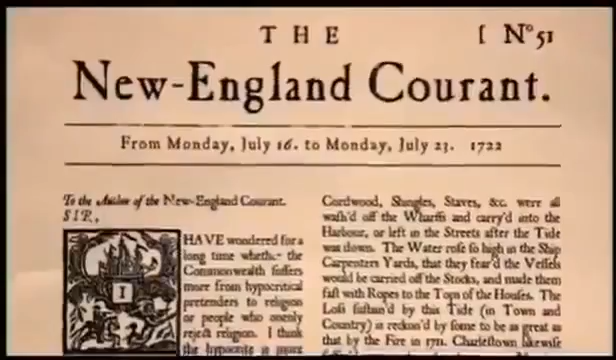 THE
[ Nº 51
New-England Courant.
From Monday, July 16. to Monday, July 23. 1722
To the Author of the New-England Courant.
SIR,
I HAVE wondered for a
long time whether the
Commonwealth suffers
more from hypocritical
pretenders to religion
or people who openly
reject religion. I think
the hypocrite is more
Cordwood, Shingles, Staves, &c. were all
wash'd off the Wharffs and carry'd into the
Harbour, or left in the Streets after the Tide
was down. The Water rose so high in the Ship
Carpenters Yards, that they fear'd the Vessels
would be carried off the Stocks, and made them
fast with Ropes to the Tops of the Houses. The
Loss sustain'd by this Tide (in Town and
Country) is reckon'd by some to be as great as
that by the Fire in 1711. Charlestown likewise